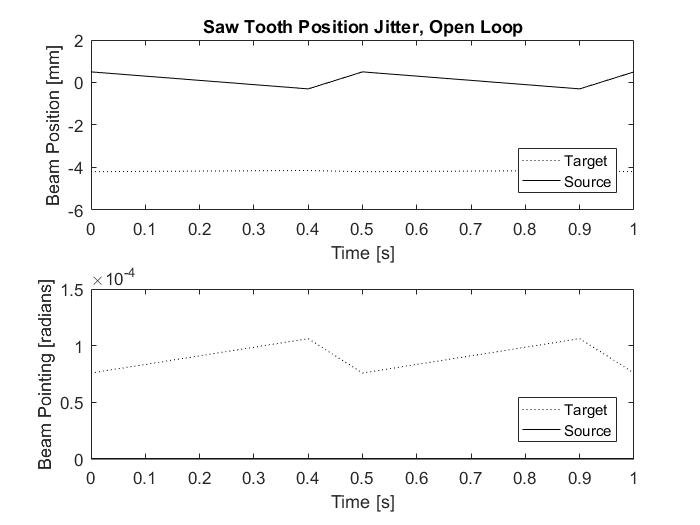 Saw Tooth Position Jitter, Open Loop
Beam Position [mm]
2
0
-2
-4
-6
Target
Source
0 0.1 0.2 0.3 0.4 0.5 0.6 0.7 0.8 0.9 1
Time [s]
×10-4
Beam Pointing [radians]
1.5
1
0.5
0
Target
Source
0 0.1 0.2 0.3 0.4 0.5 0.6 0.7 0.8 0.9 1
Time [s]